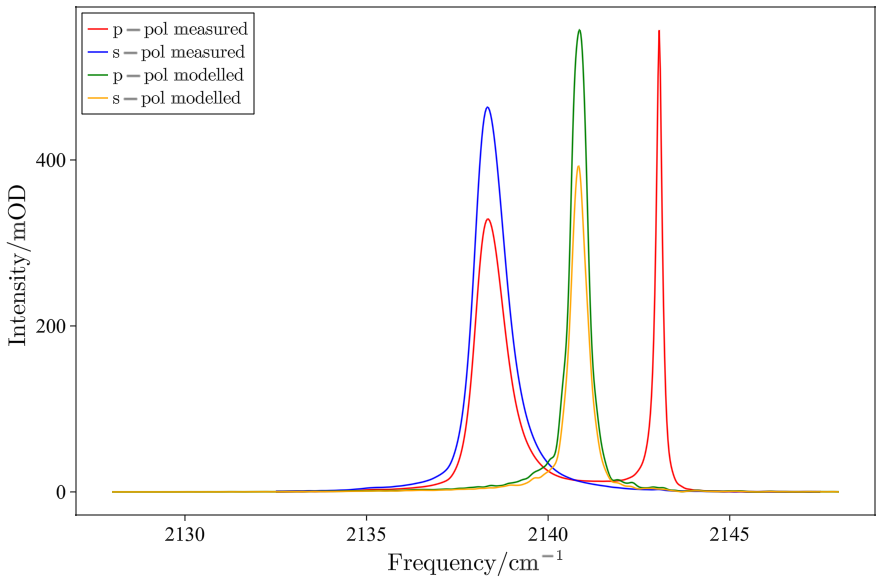 p — pol measured
s — pol measured
p — pol modelled
s — pol modelled
400
200
0
Intensity/mOD
2130 2135 2140 2145
Frequency/cm⁻¹